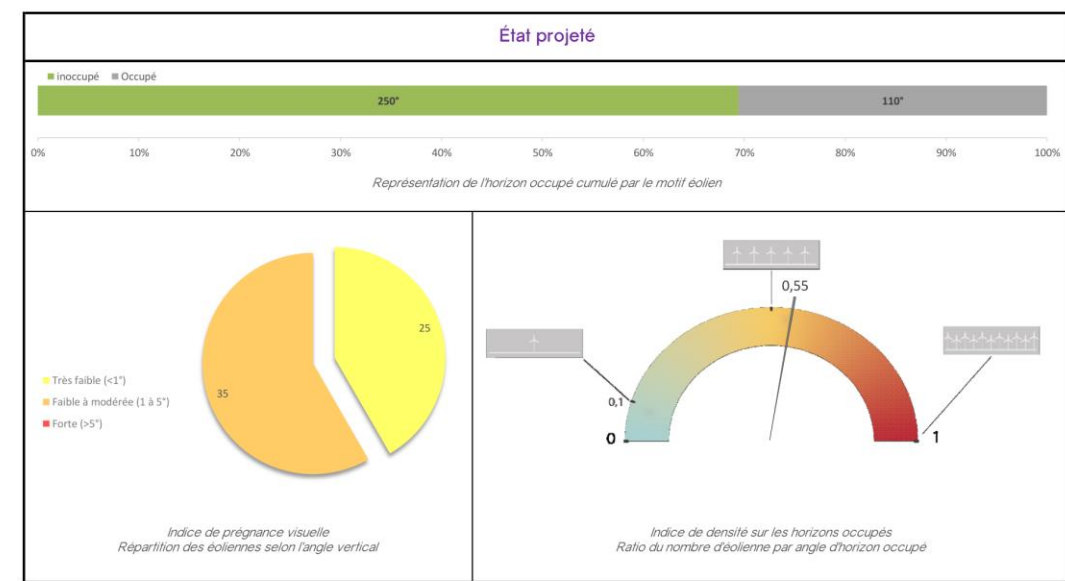 État projeté
inoccupé Occupé
250° 110°
0% 10% 20% 30% 40% 50% 60% 70% 80% 90% 100%
Représentation de l'horizon occupé cumulé par le motif éolien
25
35
Très faible (<1°)
Faible à modérée (1 à 5°)
Forte (>5°)
Indice de prégnance visuelle
Répartition des éoliennes selon l'angle vertical
0,55
0,1
0 1
Indice de densité sur les horizons occupés
Ratio du nombre d'éolienne par angle d'horizon occupé